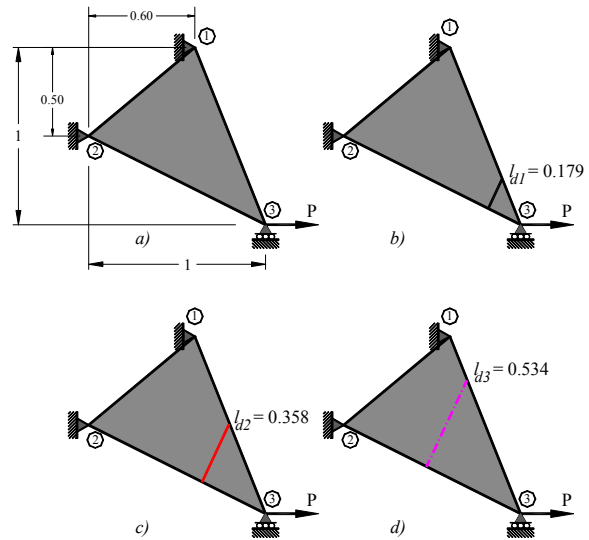 0.60
1
0.50
1
2
3
P
a)
1
1
2
l_d1 = 0.179
3
P
b)
1
2
l_d2 = 0.358
3
P
c)
1
2
l_d3 = 0.534
3
P
d)